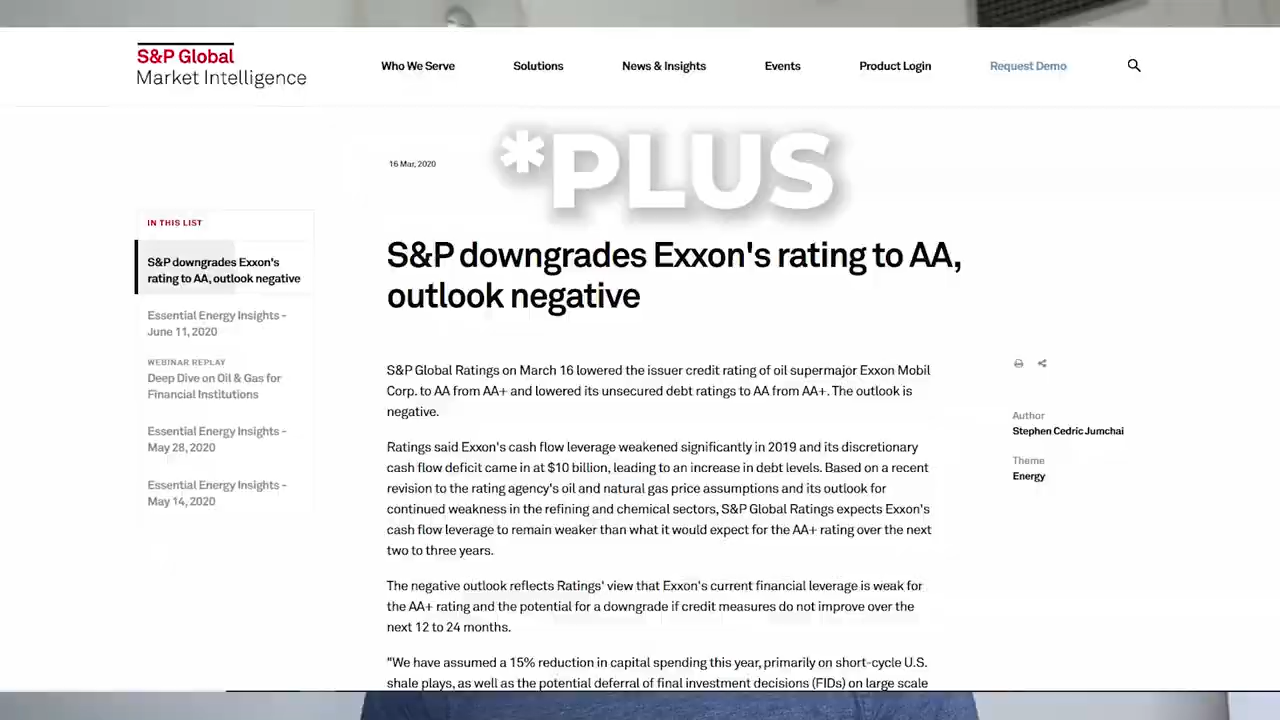 S&P Global
Market Intelligence
Who We Serve
Solutions
News & Insights
Events
Product Login
Request Demo
*PLUS
16 Mar, 2020
IN THIS LIST
S&P downgrades Exxon's
rating to AA, outlook negative
Essential Energy Insights -
June 11, 2020
WEBINAR REPLAY
Deep Dive on Oil & Gas for
Financial Institutions
Essential Energy Insights -
May 28, 2020
Essential Energy Insights -
May 14, 2020
S&P downgrades Exxon's rating to AA,
outlook negative
S&P Global Ratings on March 16 lowered the issuer credit rating of oil supermajor Exxon Mobil
Corp. to AA from AA+ and lowered its unsecured debt ratings to AA from AA+. The outlook is
negative.
Ratings said Exxon's cash flow leverage weakened significantly in 2019 and its discretionary
cash flow deficit came in at $10 billion, leading to an increase in debt levels. Based on a recent
revision to the rating agency's oil and natural gas price assumptions and its outlook for
continued weakness in the refining and chemical sectors, S&P Global Ratings expects Exxon's
cash flow leverage to remain weaker than what it would expect for the AA+ rating over the next
two to three years.
The negative outlook reflects Ratings' view that Exxon's current financial leverage is weak for
the AA+ rating and the potential for a downgrade if credit measures do not improve over the
next 12 to 24 months.
"We have assumed a 15% reduction in capital spending this year, primarily on short-cycle U.S.
shale plays, as well as the potential deferral of final investment decisions (FIDs) on large scale
Author
Stephen Cedric Jumchai
Theme
Energy